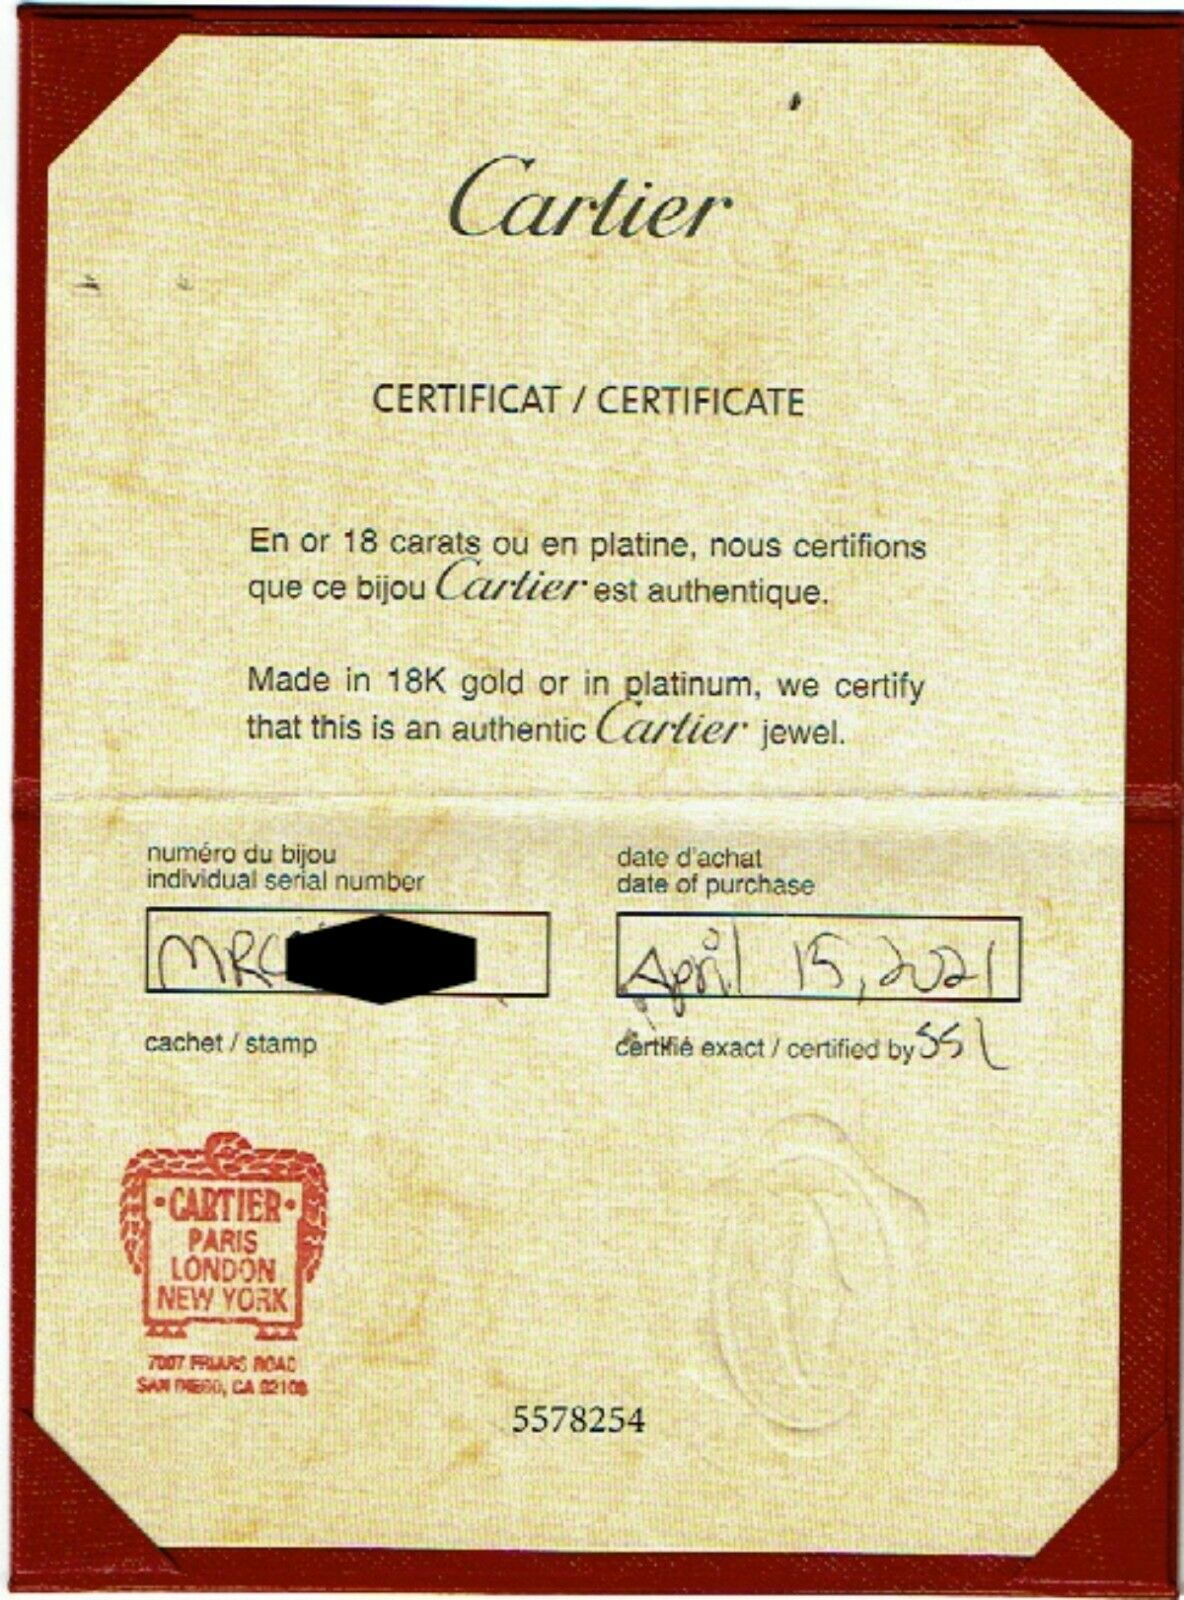 Cartier
CERTIFICAT / CERTIFICATE
En or 18 carats ou en platine, nous certifions
que ce bijou Cartier est authentique.
Made in 18K gold or in platinum, we certify
that this is an authentic Cartier jewel.
numéro du bijou
individual serial number
MRC
date d'achat
date of purchase
April 15, 2021
cachet / stamp
certifié exact / certified by SSL
CARTIER
PARIS
LONDON
NEW YORK
7007 FRIARS ROAD
SAN DIEGO, CA 92108
5578254